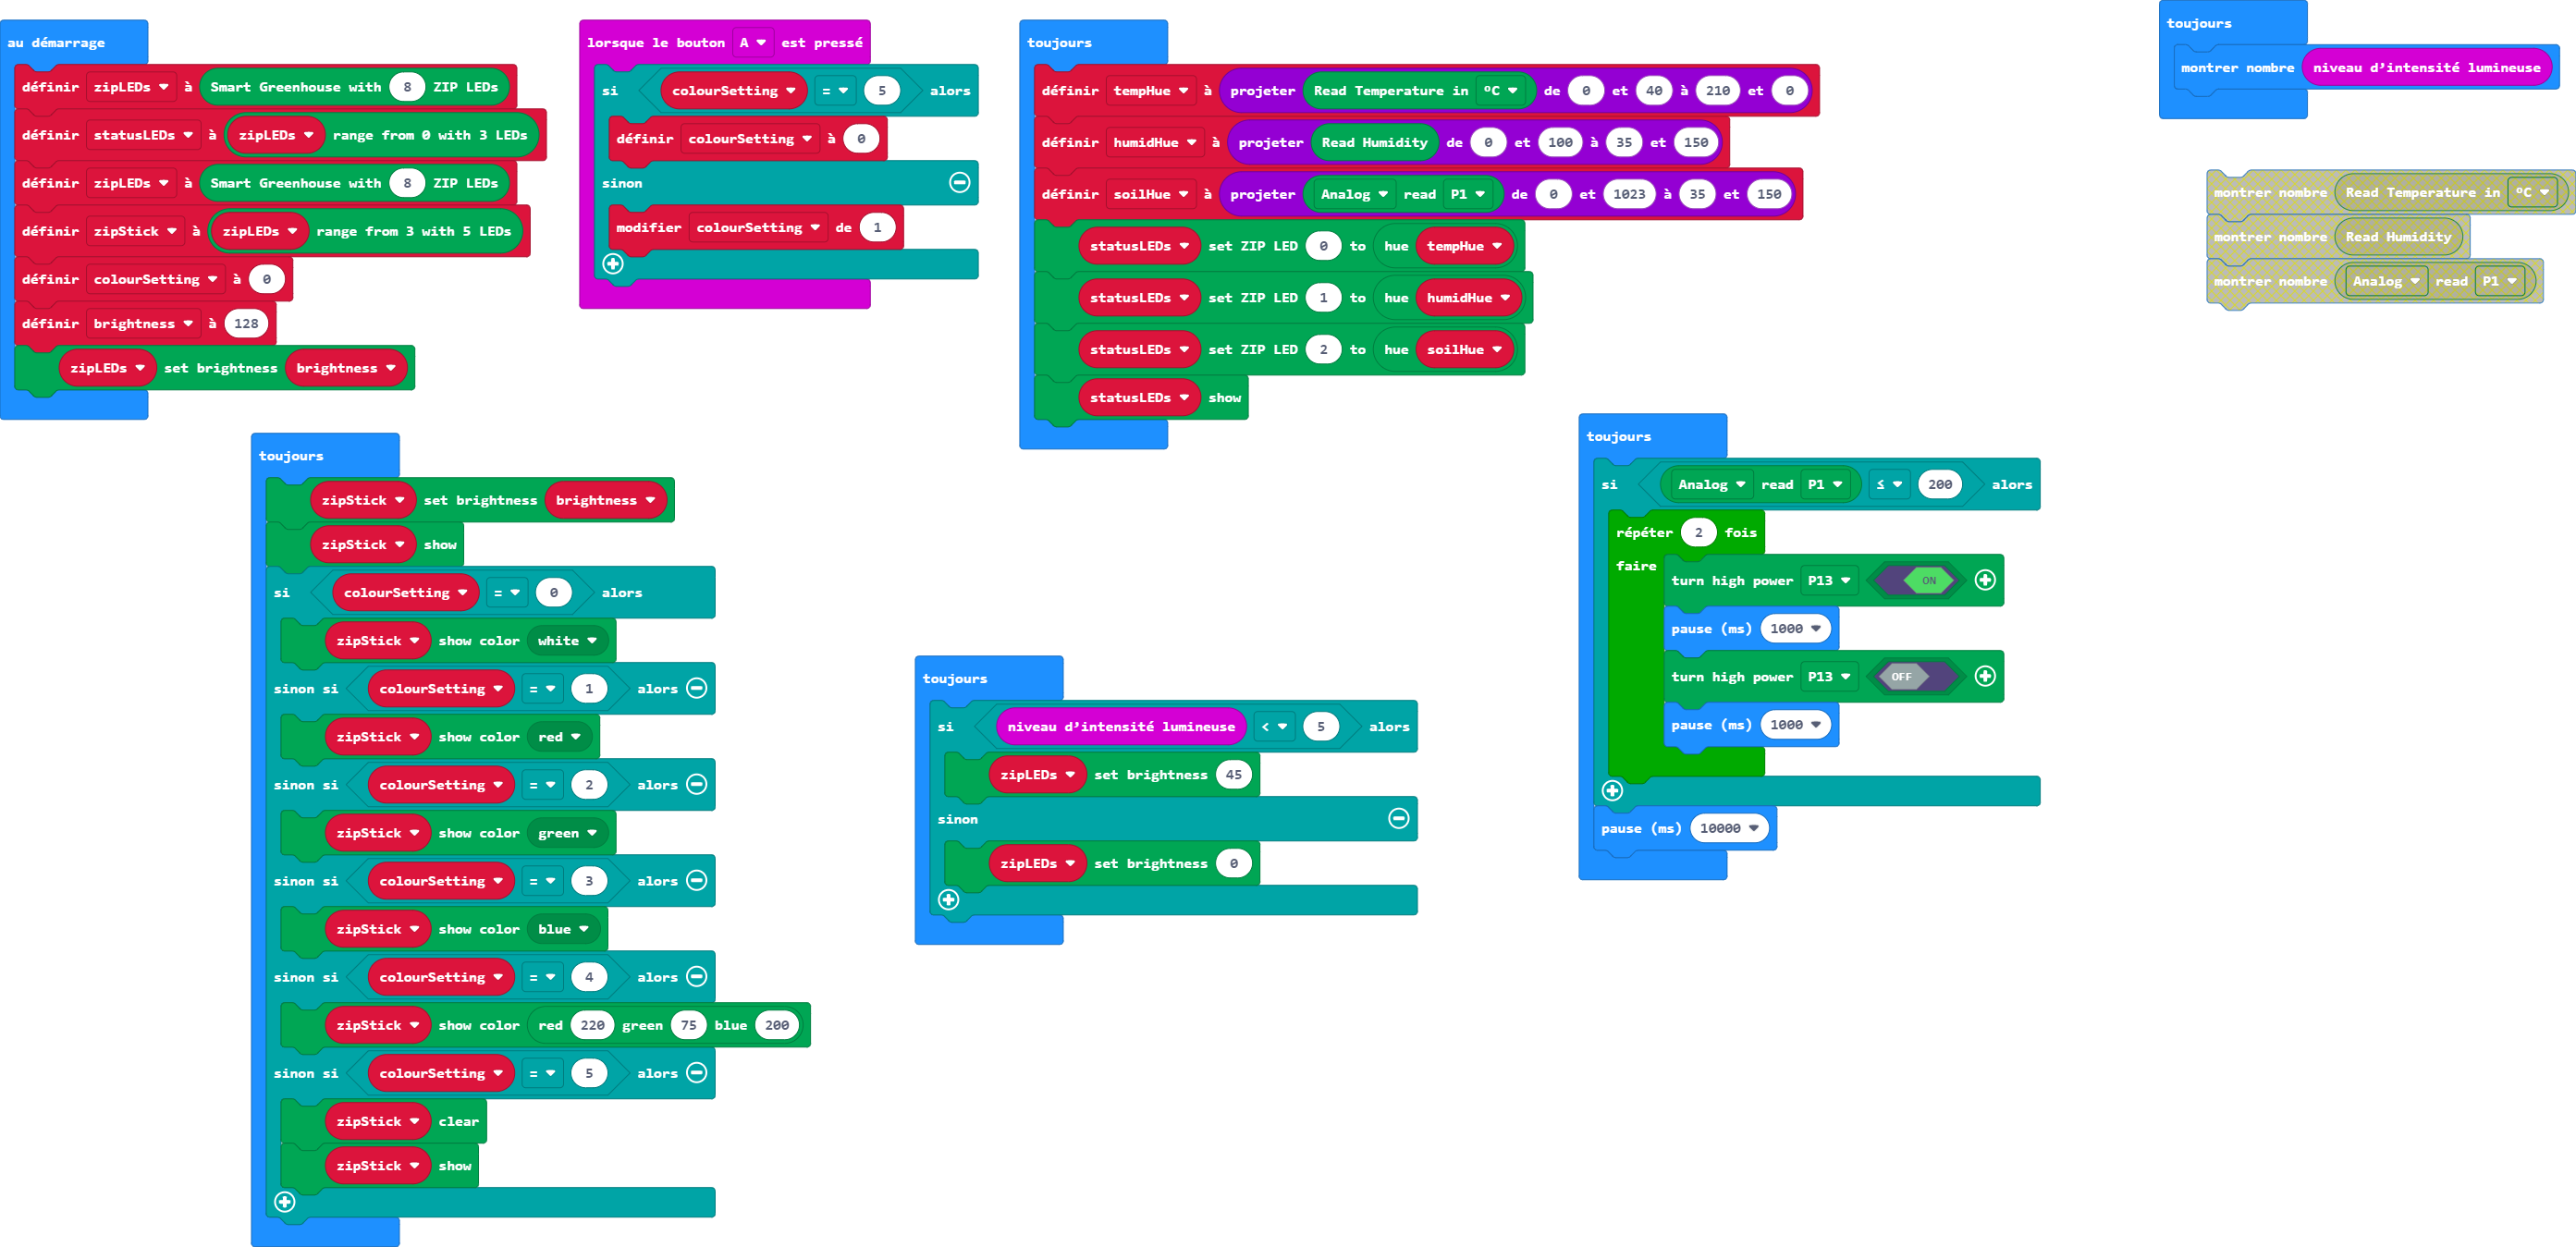 au démarrage
définir zipLEDs à Smart Greenhouse with 8 ZIP LEDs
définir statusLEDs à zipLEDs range from 0 with 3 LEDs
définir zipLEDs à Smart Greenhouse with 8 ZIP LEDs
définir zipStick à zipLEDs range from 3 with 5 LEDs
définir colourSetting à 0
définir brightness à 128
zipLEDs set brightness brightness
lorsque le bouton A est pressé
si colourSetting = 5 alors
définir colourSetting à 0
sinon
modifier colourSetting de 1
toujours
définir tempHue à projeter Read Temperature in ºC de 0 et 40 à 210 et 0
définir humidHue à projeter Read Humidity de 0 et 100 à 35 et 150
définir soilHue à projeter Analog read P1 de 0 et 1023 à 35 et 150
statusLEDs set ZIP LED 0 to hue tempHue
statusLEDs set ZIP LED 1 to hue humidHue
statusLEDs set ZIP LED 2 to hue soilHue
statusLEDs show
toujours
montrer nombre niveau d’intensité lumineuse
montrer nombre Read Temperature in ºC
montrer nombre Read Humidity
montrer nombre Analog read P1
toujours
zipStick set brightness brightness
zipStick show
si colourSetting = 0 alors
zipStick show color white
sinon si colourSetting = 1 alors
zipStick show color red
sinon si colourSetting = 2 alors
zipStick show color green
sinon si colourSetting = 3 alors
zipStick show color blue
sinon si colourSetting = 4 alors
zipStick show color red 220 green 75 blue 200
sinon si colourSetting = 5 alors
zipStick clear
zipStick show
toujours
si niveau d’intensité lumineuse < 5 alors
zipLEDs set brightness 45
sinon
zipLEDs set brightness 0
toujours
si Analog read P1 ≤ 200 alors
répéter 2 fois
faire
turn high power P13 ON
pause (ms) 1000
turn high power P13 OFF
pause (ms) 1000
pause (ms) 10000